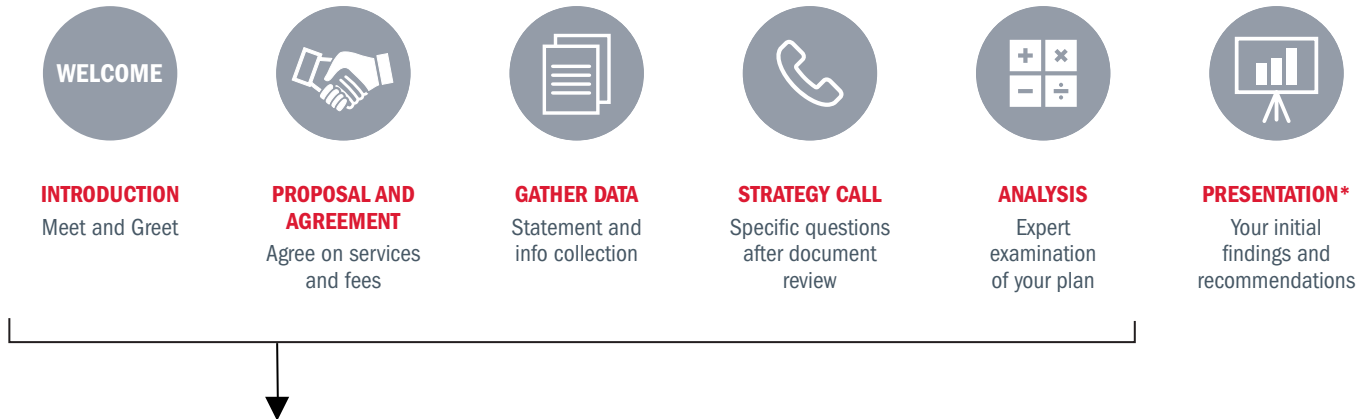 WELCOME
INTRODUCTION
Meet and Greet
PROPOSAL AND
AGREEMENT
Agree on services
and fees
GATHER DATA
Statement and
info collection
STRATEGY CALL
Specific questions
after document
review
ANALYSIS
Expert
examination
of your plan
PRESENTATION*
Your initial
findings and
recommendations